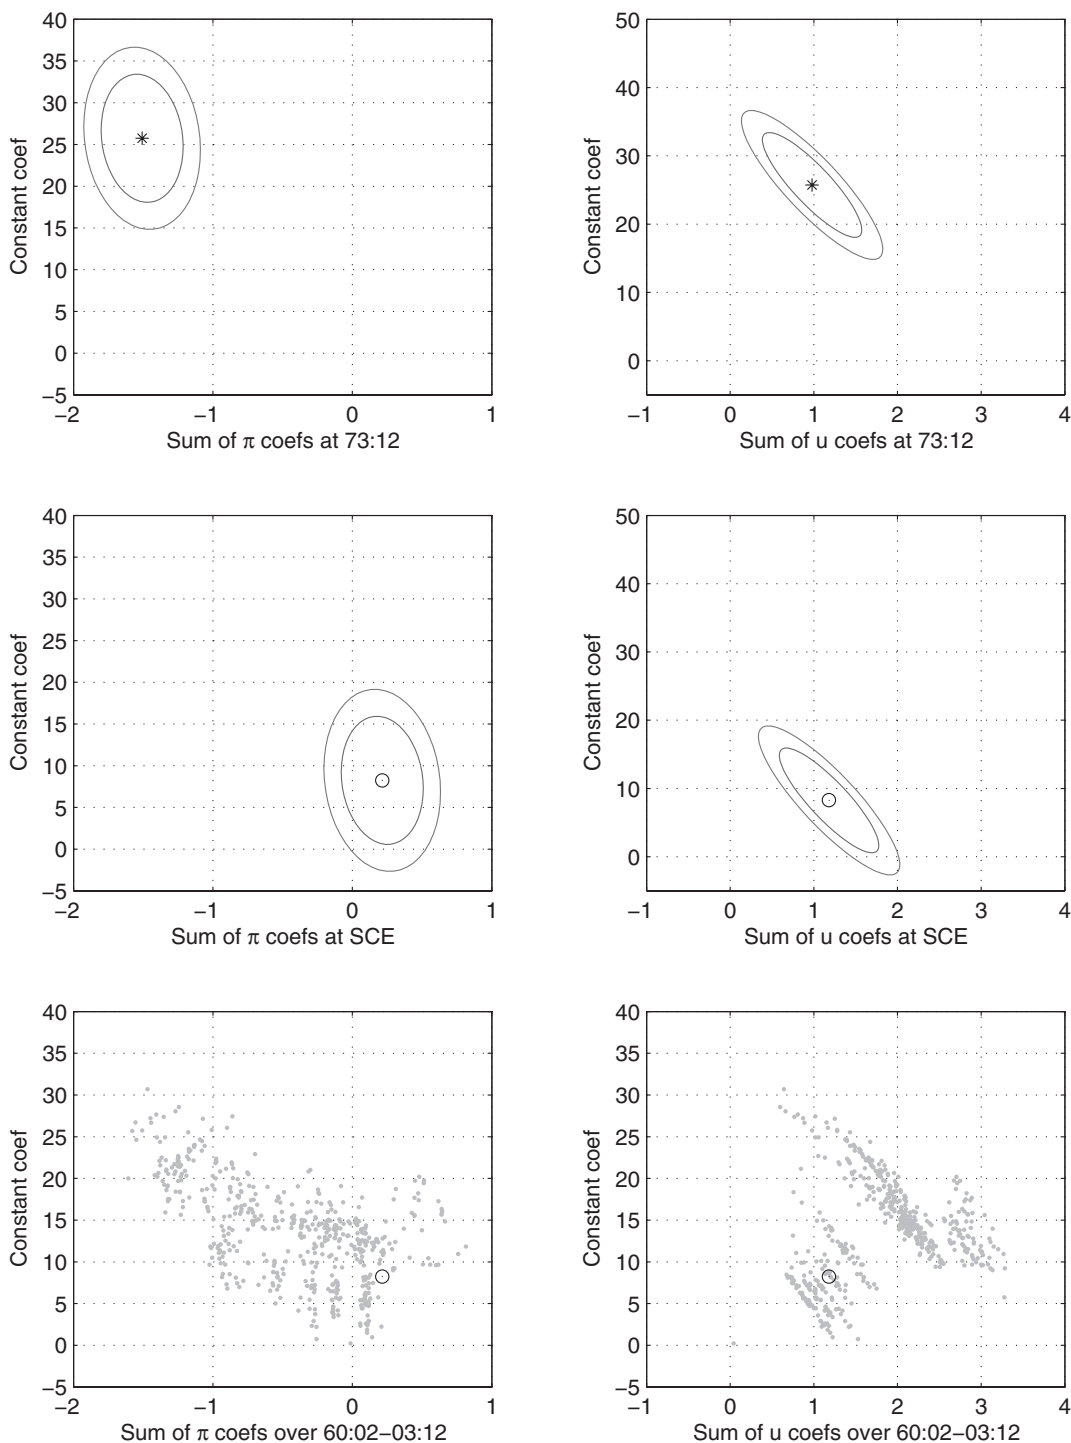 40
35
30
25
20
15
10
5
0
−5
Constant coef
−2 −1 0 1
Sum of π coefs at 73:12
50
40
30
20
10
0
Constant coef
−1 0 1 2 3 4
Sum of u coefs at 73:12
40
35
30
25
20
15
10
5
0
−5
Constant coef
−2 −1 0 1
Sum of π coefs at SCE
50
40
30
20
10
0
Constant coef
−1 0 1 2 3 4
Sum of u coefs at SCE
40
35
30
25
20
15
10
5
0
−5
Constant coef
−2 −1 0 1
Sum of π coefs over 60:02−03:12
40
35
30
25
20
15
10
5
0
−5
Constant coef
−1 0 1 2 3 4
Sum of u coefs over 60:02−03:12